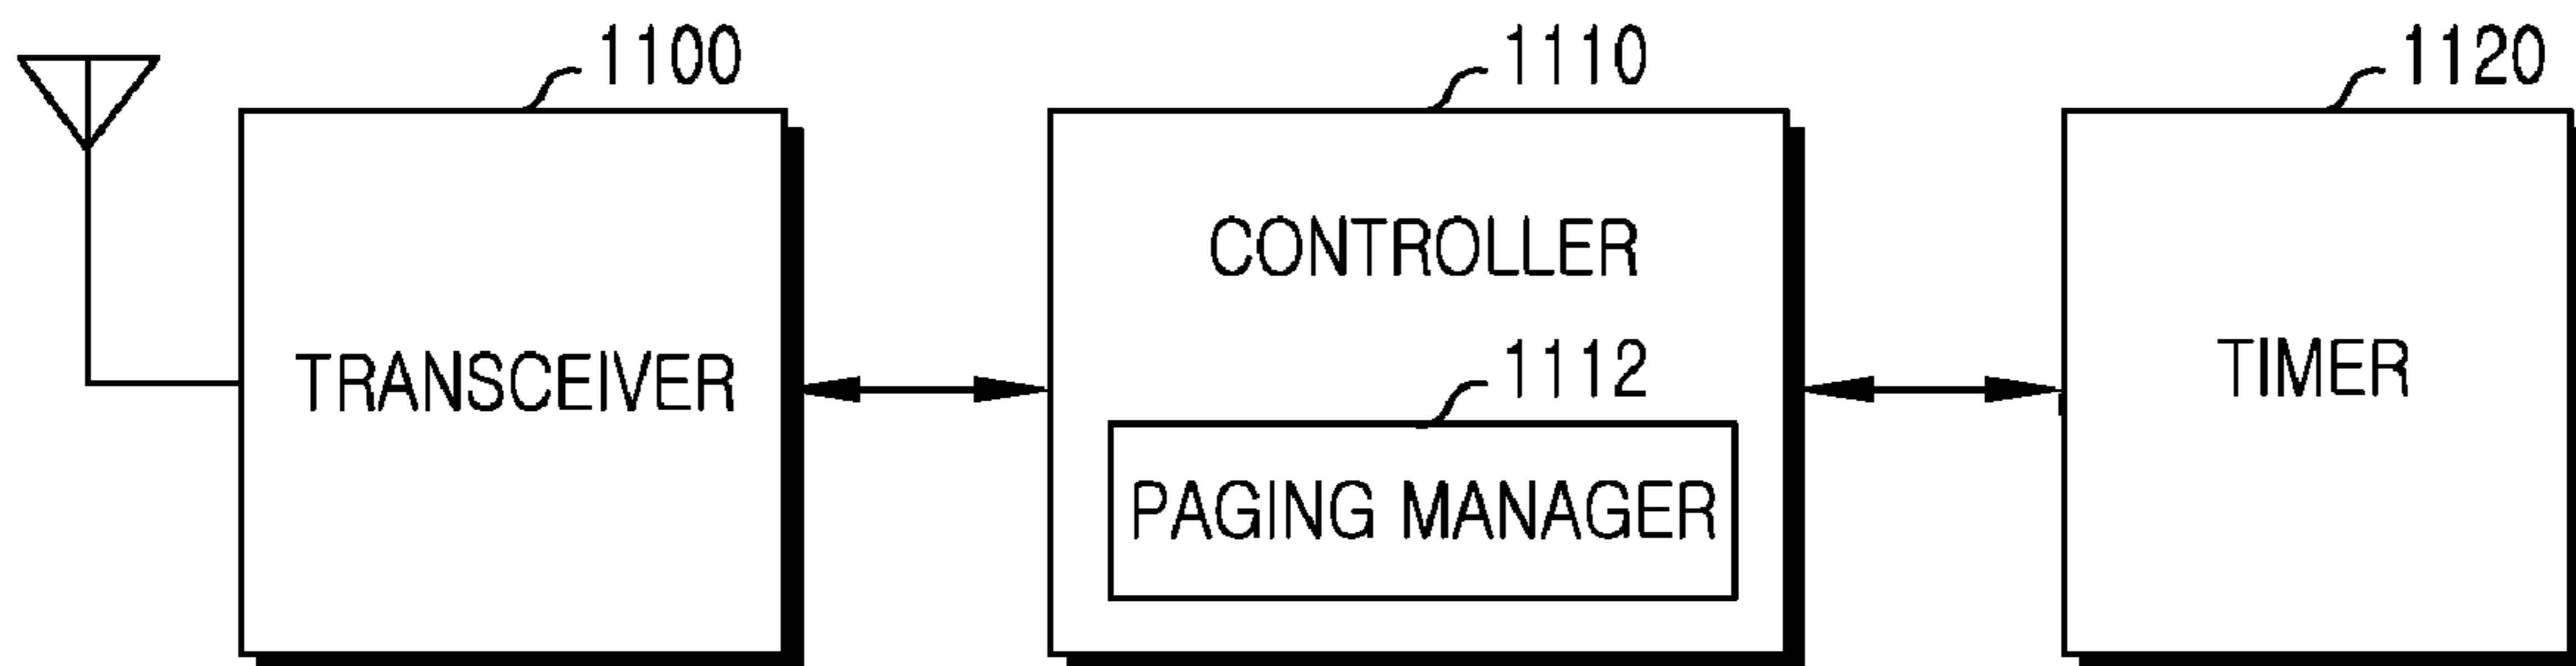 1100
1110
1120
TRANSCEIVER
CONTROLLER
1112
PAGING MANAGER
TIMER